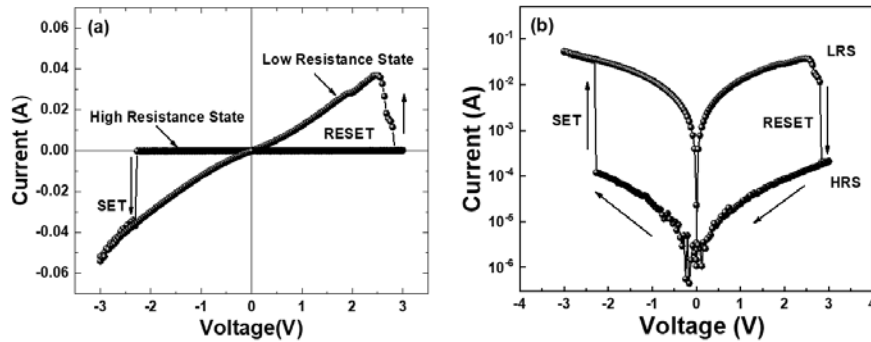 (a)
0.06
0.04
0.02
0.00
-0.02
-0.04
-0.06
Current (A)
Low Resistance State
High Resistance State
RESET
SET
-3
-2
-1
0
1
2
3
Voltage(V)
(b)
10⁻¹
10⁻²
10⁻³
10⁻⁴
10⁻⁵
10⁻⁶
Current (A)
LRS
SET
RESET
HRS
-4
-3
-2
-1
0
1
2
3
4
Voltage (V)